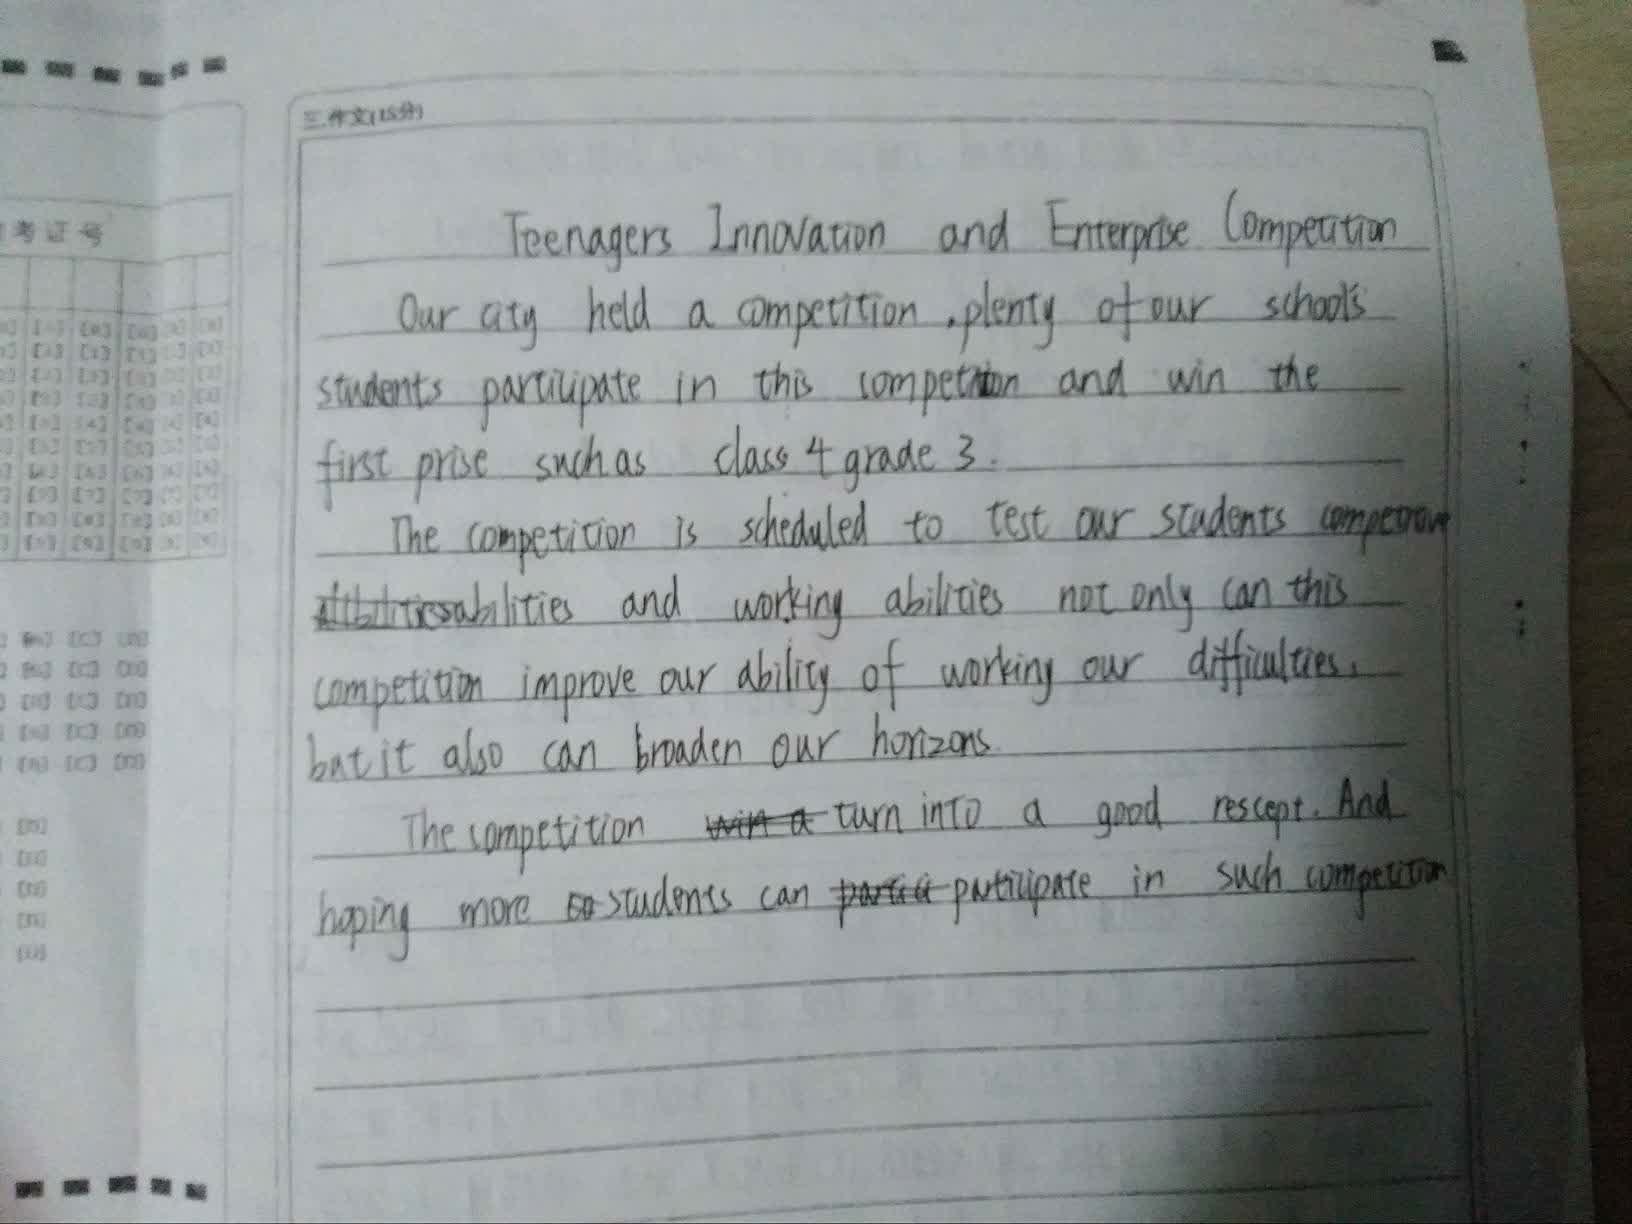 三.作文(15分)
考证号
Teenagers Innovation and Enterprise Competition
Our city held a competition, plenty of our school's
students participate in this competition and win the
first prise such as class 4 grade 3.
The competition is scheduled to test our students
abilities and working abilities not only can this
competition improve our ability of working our difficulties,
but it also can broaden our horizons.
The competition turn into a good rescept. And
hoping more students can participate in such competition